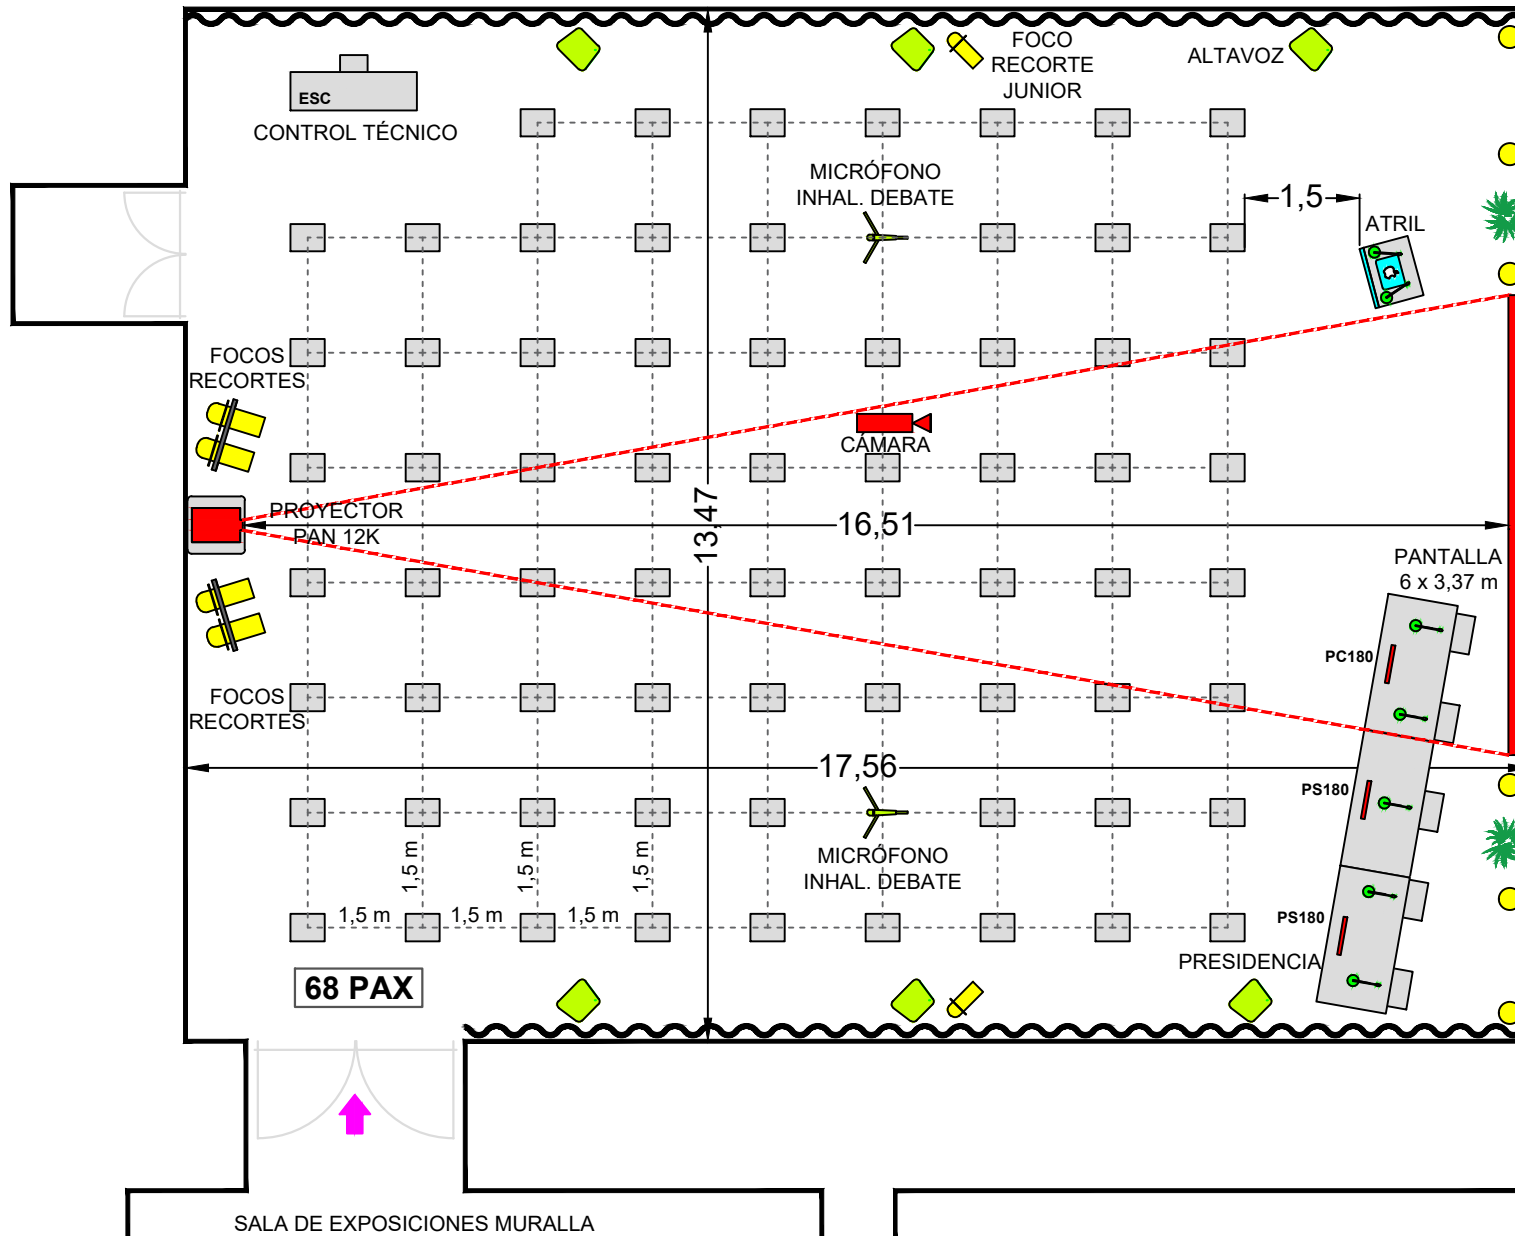 FOCO
RECORTE
JUNIOR
ALTAVOZ
ESC
CONTROL TÉCNICO
MICRÓFONO
INHAL. DEBATE
1,5
ATRIL
FOCOS
RECORTES
CÁMARA
PROYECTOR
PAN 12K
13,47
16,51
PANTALLA
6 x 3,37 m
PC180
FOCOS
RECORTES
17,56
PS180
MICRÓFONO
INHAL. DEBATE
1,5 m
1,5 m
1,5 m
1,5 m
1,5 m
1,5 m
PS180
PRESIDENCIA
68 PAX
SALA DE EXPOSICIONES MURALLA